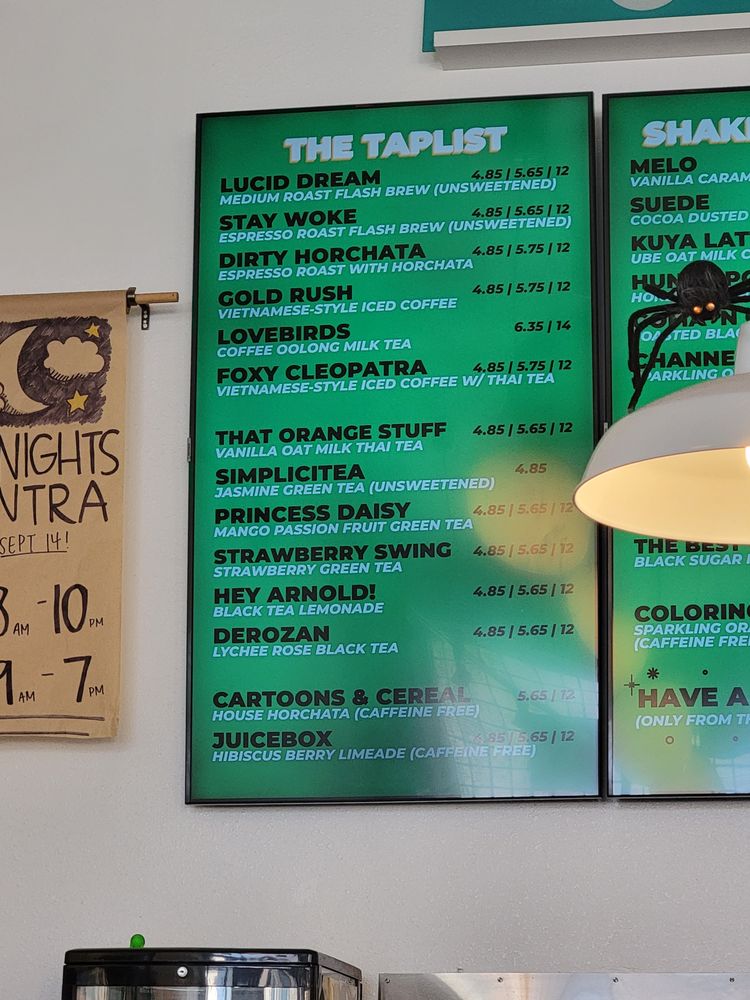 THE TAPLIST
LUCID DREAM 4.85 | 5.65 | 12
MEDIUM ROAST FLASH BREW (UNSWEETENED)
STAY WOKE 4.85 | 5.65 | 12
ESPRESSO ROAST FLASH BREW (UNSWEETENED)
DIRTY HORCHATA 4.85 | 5.75 | 12
ESPRESSO ROAST WITH HORCHATA
GOLD RUSH 4.85 | 5.75 | 12
VIETNAMESE-STYLE ICED COFFEE
LOVEBIRDS 6.35 | 14
COFFEE OOLONG MILK TEA
FOXY CLEOPATRA 4.85 | 5.75 | 12
VIETNAMESE-STYLE ICED COFFEE W/ THAI TEA
THAT ORANGE STUFF 4.85 | 5.65 | 12
VANILLA OAT MILK THAI TEA
SIMPLICITEA 4.85
JASMINE GREEN TEA (UNSWEETENED)
PRINCESS DAISY 4.85 | 5.65 | 12
MANGO PASSION FRUIT GREEN TEA
STRAWBERRY SWING 4.85 | 5.65 | 12
STRAWBERRY GREEN TEA
HEY ARNOLD! 4.85 | 5.65 | 12
BLACK TEA LEMONADE
DEROZAN 4.85 | 5.65 | 12
LYCHEE ROSE BLACK TEA
CARTOONS & CEREAL 5.65 | 12
HOUSE HORCHATA (CAFFEINE FREE)
JUICEBOX 4.85 | 5.65 | 12
HIBISCUS BERRY LIMEADE (CAFFEINE FREE)
MELO
VANILLA CARAM
SUEDE
COCOA DUSTED
KUYA LAT
UBE OAT MILK C
CHANNE
THE BEST
BLACK SUGAR
COLORING
SPARKLING OR
(CAFFEINE FREE
HAVE A
(ONLY FROM TH
NIGHTS
NTRA
SEPT 14!
8 AM - 10 PM
9 AM - 7 PM